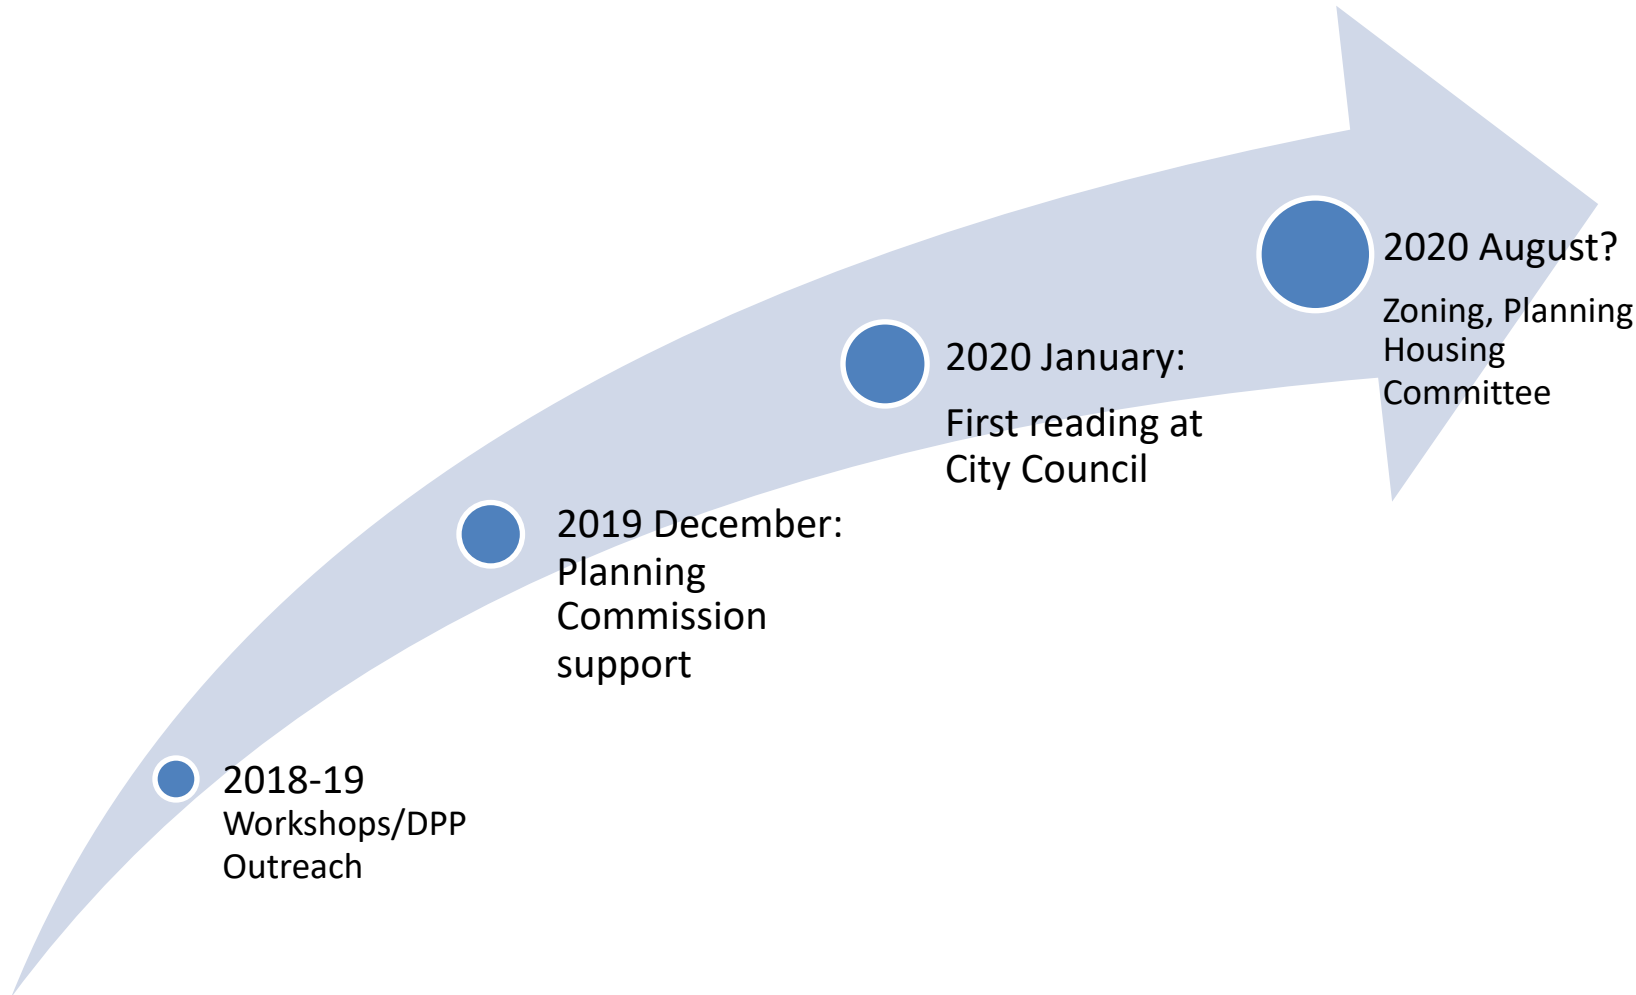 2018-19
Workshops/DPP
Outreach
2019 December:
Planning
Commission
support
2020 January:
First reading at
City Council
2020 August?
Zoning, Planning
Housing
Committee